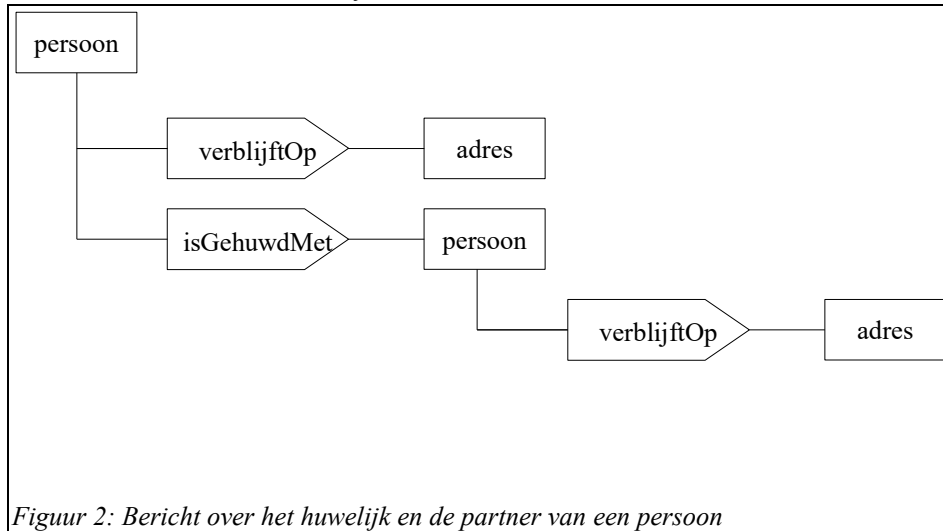 persoon
verblijftOp
adres
isGehuwdMet
persoon
verblijftOp
adres
Figuur 2: Bericht over het huwelijk en de partner van een persoon